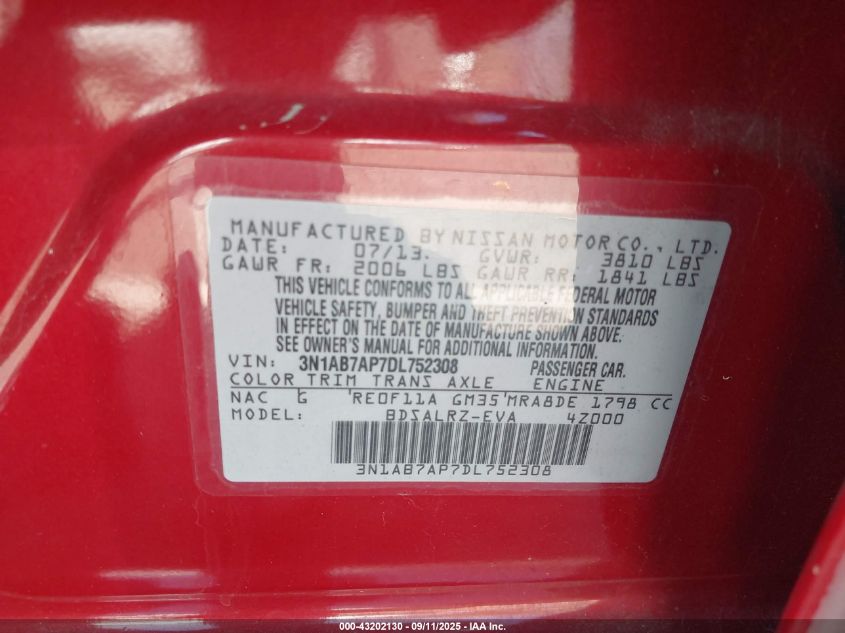 MANUFACTURED BY NISSAN MOTOR CO., LTD.
DATE: 07/13. GVWR: 3810 LBS
GAWR FR: 2006 LBS GAWR RR: 1841 LBS
THIS VEHICLE CONFORMS TO ALL APPLICABLE FEDERAL MOTOR
VEHICLE SAFETY, BUMPER AND THEFT PREVENTION STANDARDS
IN EFFECT ON THE DATE OF MANUFACTURE SHOWN ABOVE.
SEE OWNER'S MANUAL FOR ADDITIONAL INFORMATION.
VIN: 3N1AB7AP7DL752308 PASSENGER CAR.
COLOR TRIM TRANS AXLE ENGINE
NAC G 'RE0F11A GM35'MRA8DE 1798 CC
MODEL: BDSALRZ-EVA 4Z000
3N1AB7AP7DL752308
000-43202130 - 09/11/2025 - IAA Inc.